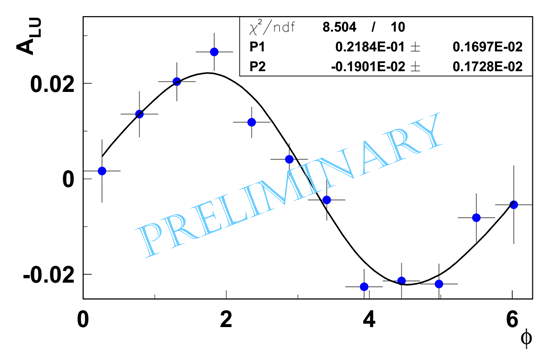 χ²/ndf 8.504 / 10
P1 0.2184E-01 ± 0.1697E-02
P2 -0.1901E-02 ± 0.1728E-02
A_LU
0.02
0
-0.02
PRELIMINARY
0 2 4 6
ϕ